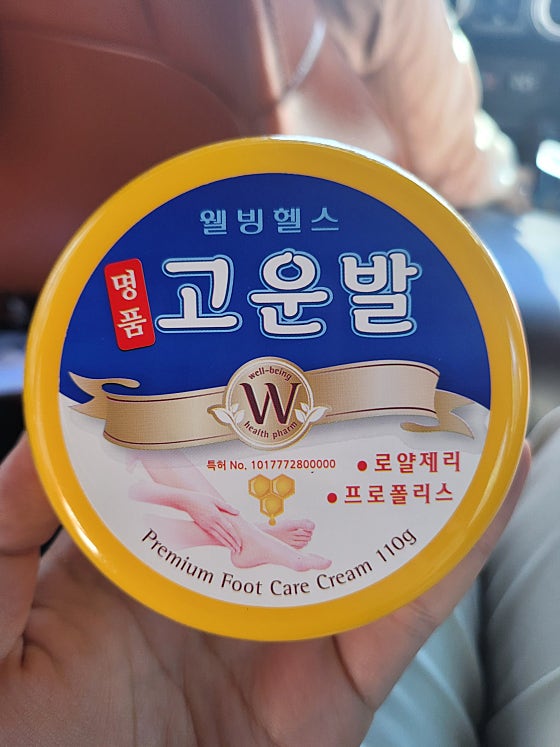 웰빙헬스
명품
고운발
well-being
W
health pharm
특허 No. 1017772800000
● 로얄제리
● 프로폴리스
Premium Foot Care Cream 110g